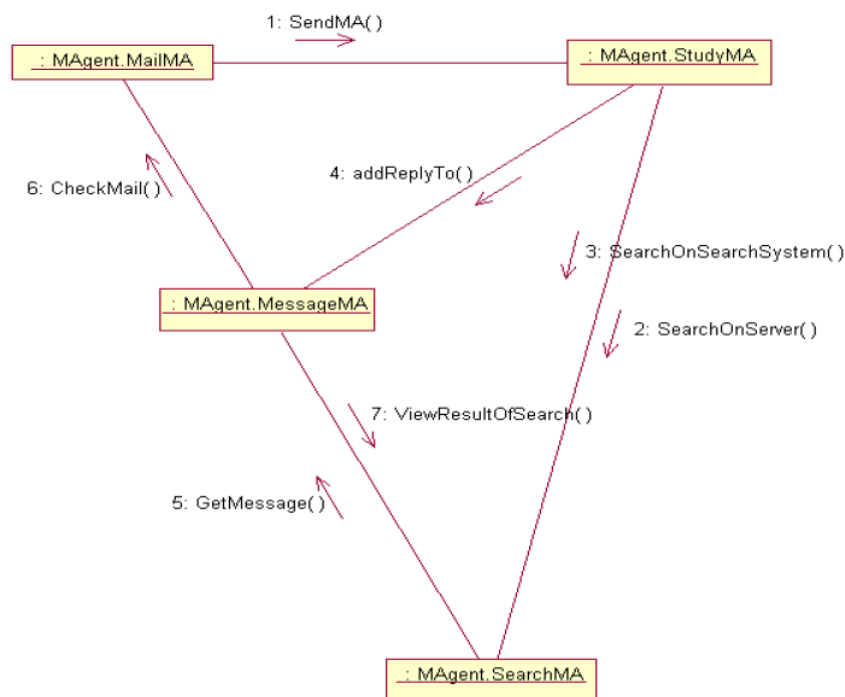 1: SendMA( )
: MAgent.MailMA
: MAgent.StudyMA
4: addReplyTo( )
6: CheckMail( )
3: SearchOnSearchSystem( )
: MAgent.MessageMA
2: SearchOnServer( )
7: ViewResultOfSearch( )
5: GetMessage( )
: MAgent.SearchMA